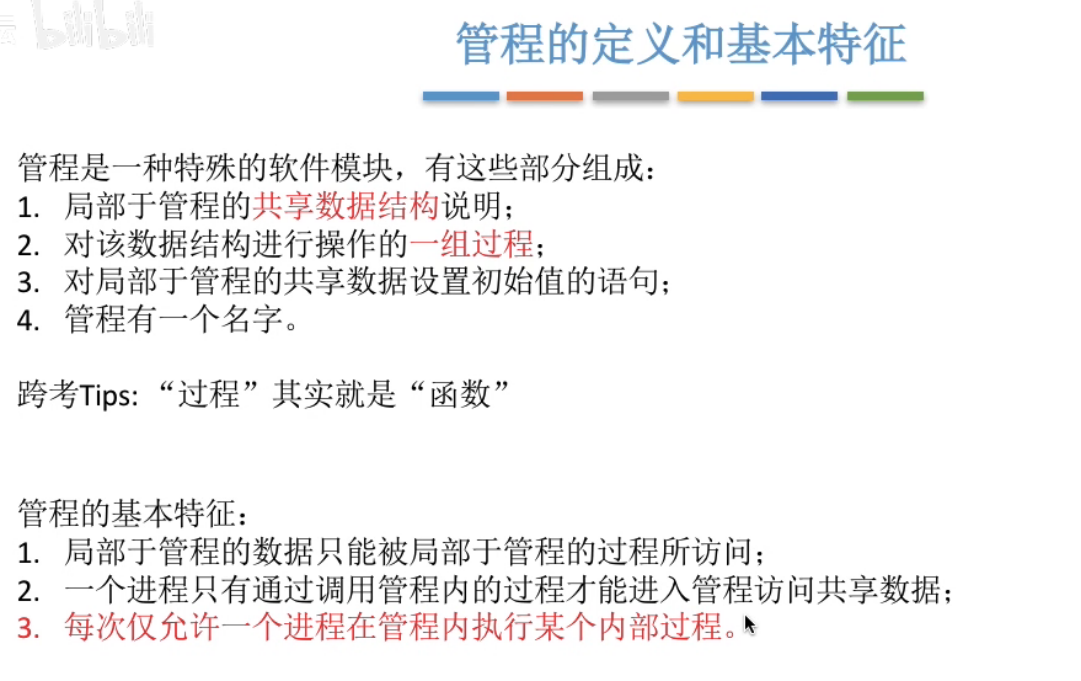 bilibili
管程的定义和基本特征
管程是一种特殊的软件模块，有这些部分组成：
1. 局部于管程的共享数据结构说明；
2. 对该数据结构进行操作的一组过程；
3. 对局部于管程的共享数据设置初始值的语句；
4. 管程有一个名字。
跨考Tips: “过程”其实就是“函数”
管程的基本特征：
1. 局部于管程的数据只能被局部于管程的过程所访问；
2. 一个进程只有通过调用管程内的过程才能进入管程访问共享数据；
3. 每次仅允许一个进程在管程内执行某个内部过程。